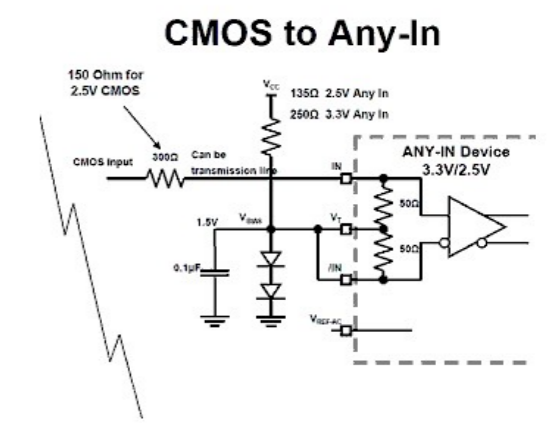 CMOS to Any-In
150 Ohm for
2.5V CMOS
VCC
135Ω 2.5V Any In
250Ω 3.3V Any In
ANY-IN Device
3.3V/2.5V
CMOS Input
300Ω
Can be
transmission line
IN
50Ω
1.5V
VBIAS
VT
50Ω
0.1µF
/IN
VREF-AC